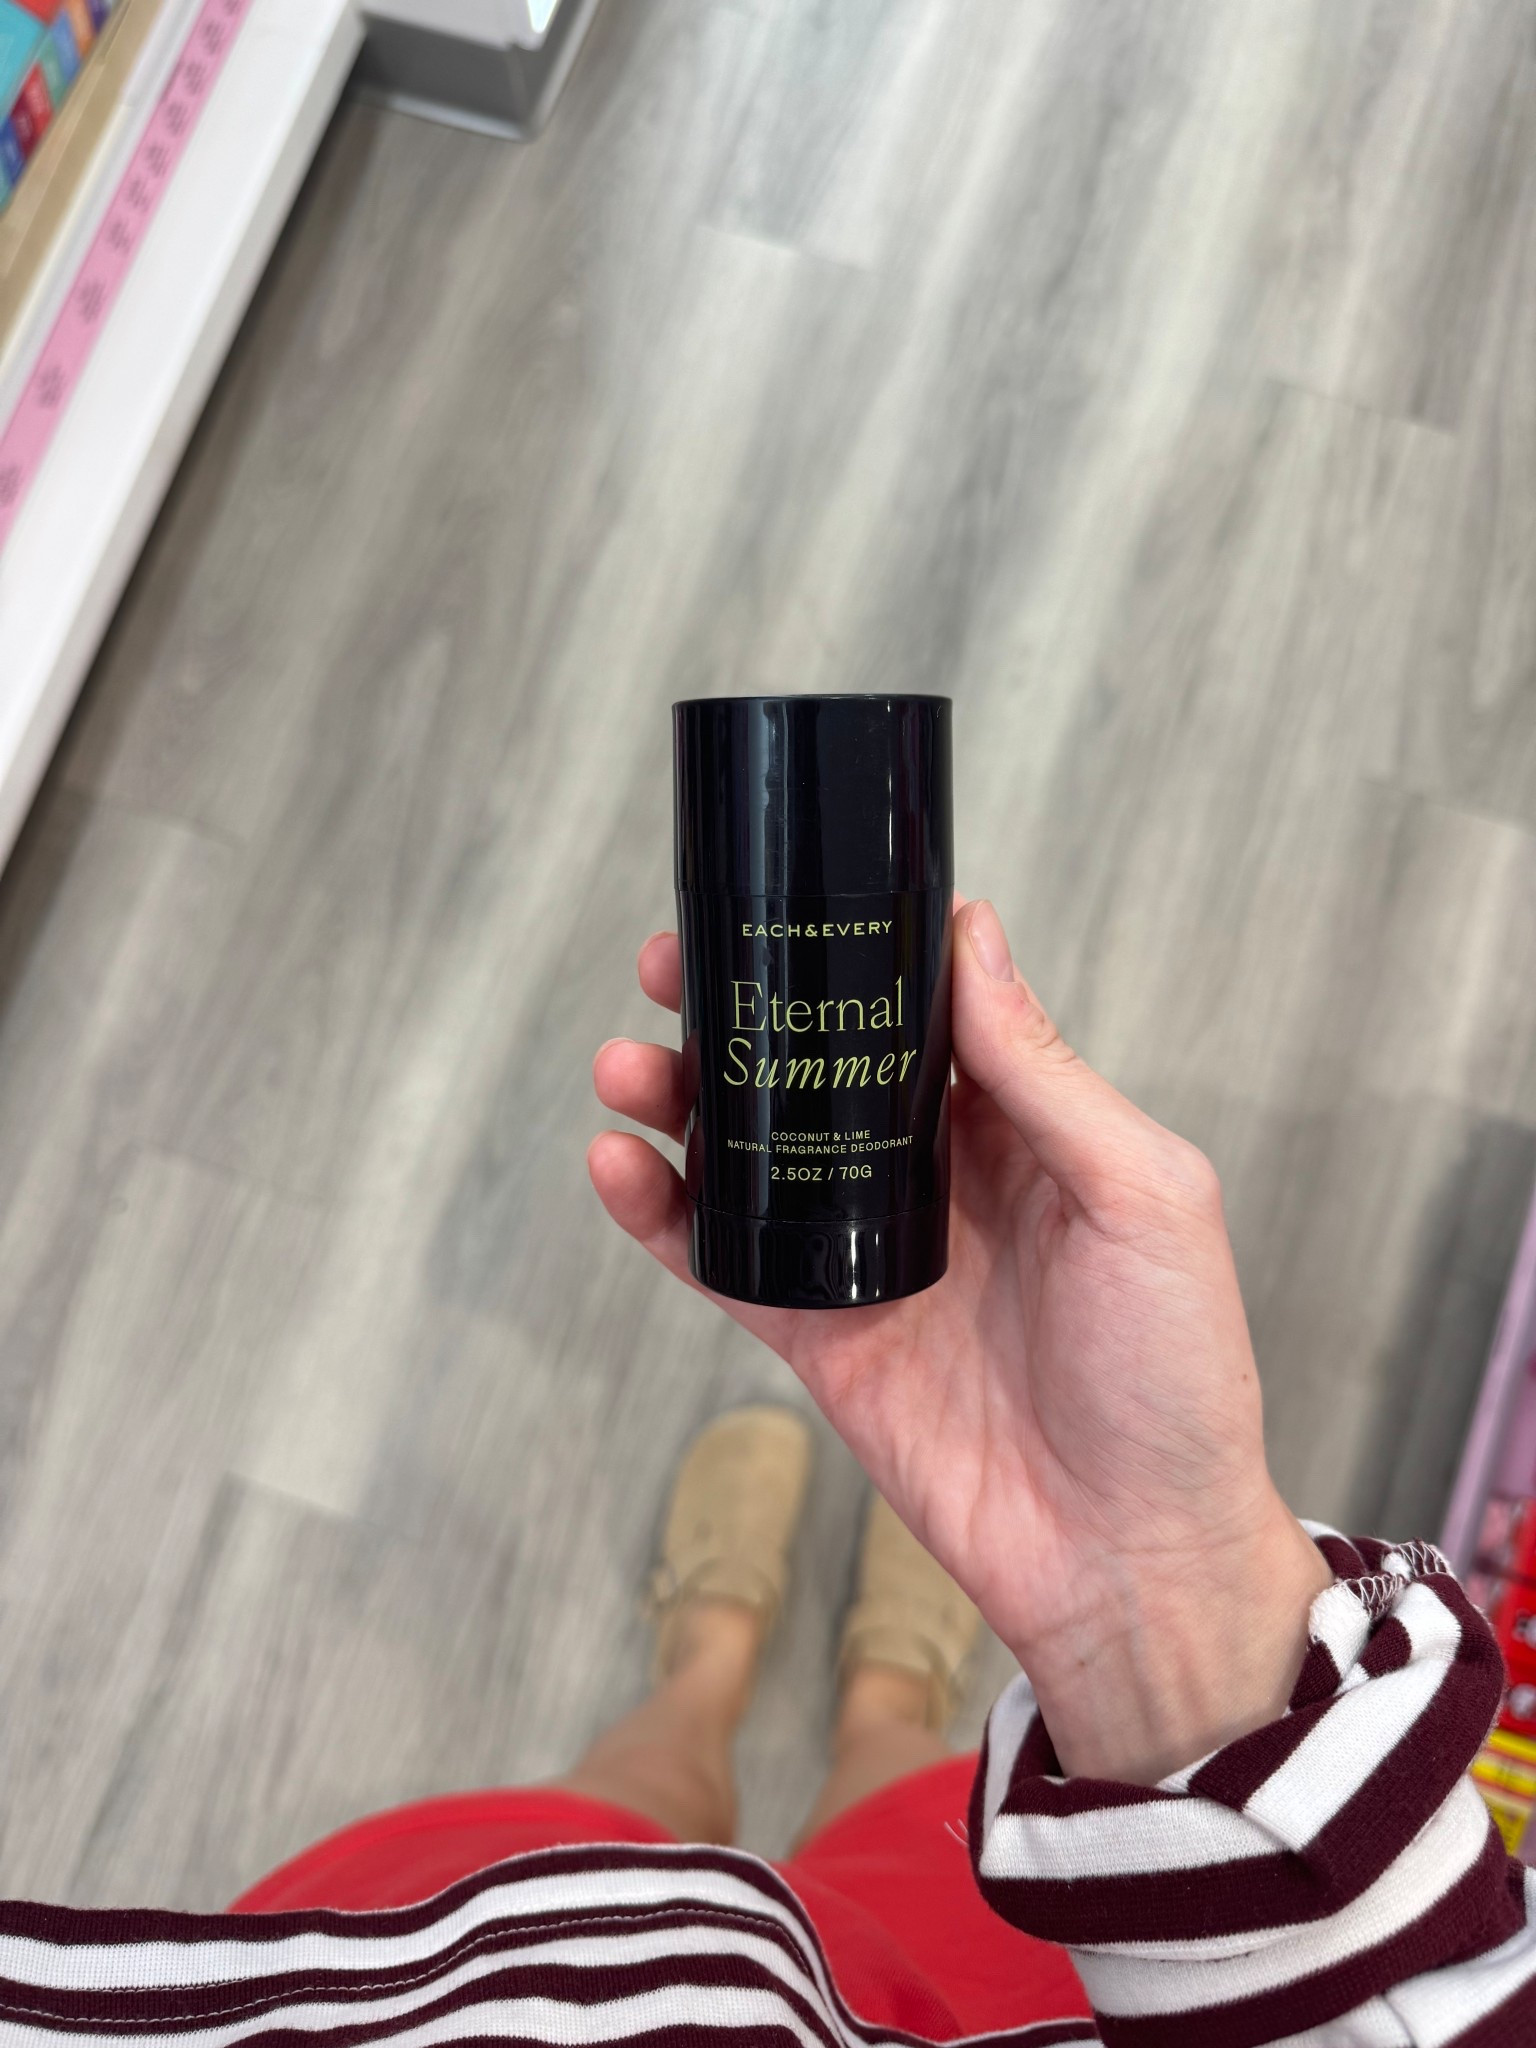 EACH&EVERY
Eternal
Summer
COCONUT & LIME
NATURAL FRAGRANCE DEODORANT
2.5OZ / 70G